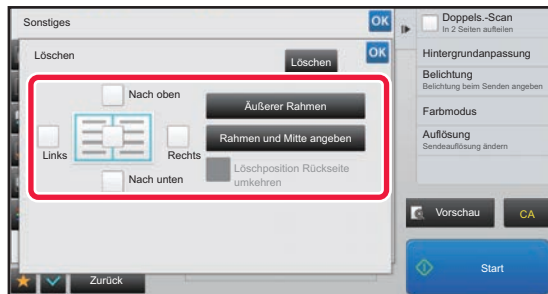 Sonstiges
OK
Löschen
Löschen
OK
Nach oben
Links
Rechts
Nach unten
Äußerer Rahmen
Rahmen und Mitte angeben
Löschposition Rückseite
umkehren
Zurück
Doppels.-Scan
In 2 Seiten aufteilen
Hintergrundanpassung
Belichtung
Belichtung beim Senden angeben
Farbmodus
Auflösung
Sendeauflösung ändern
Vorschau
CA
Start